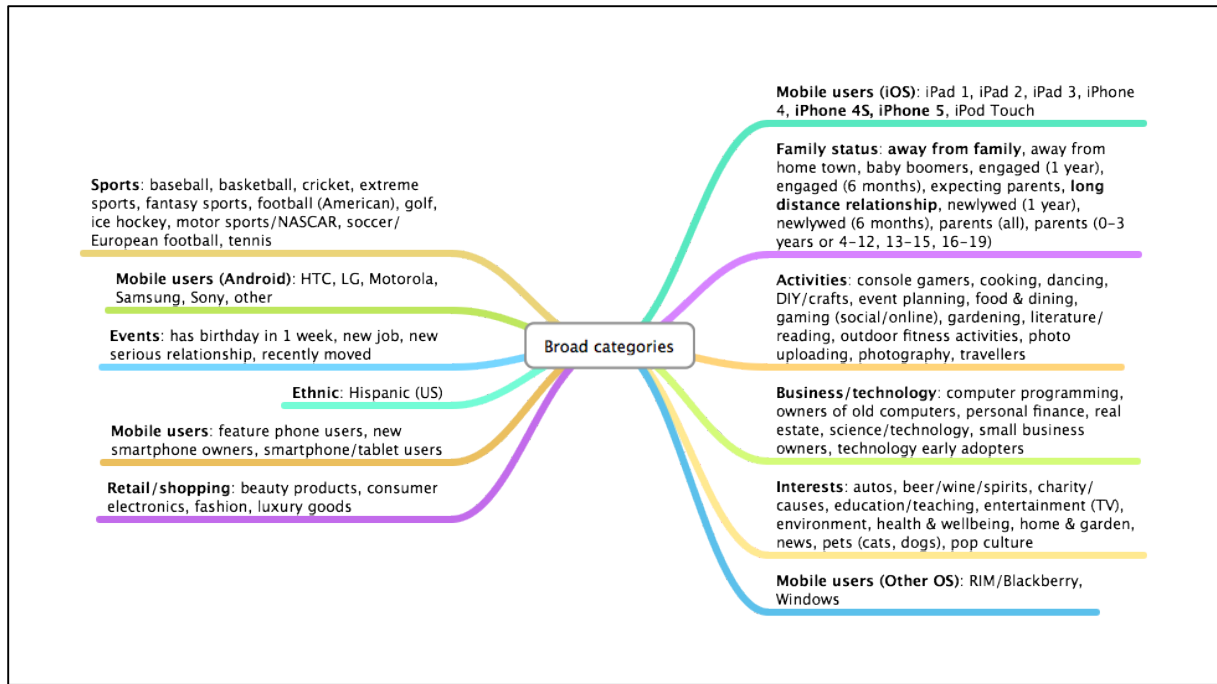 Sports: baseball, basketball, cricket, extreme
sports, fantasy sports, football (American), golf,
ice hockey, motor sports/NASCAR, soccer/
European football, tennis
Mobile users (Android): HTC, LG, Motorola,
Samsung, Sony, other
Events: has birthday in 1 week, new job, new
serious relationship, recently moved
Ethnic: Hispanic (US)
Mobile users: feature phone users, new
smartphone owners, smartphone/tablet users
Retail/shopping: beauty products, consumer
electronics, fashion, luxury goods
Broad categories
Mobile users (iOS): iPad 1, iPad 2, iPad 3, iPhone
4, iPhone 4S, iPhone 5, iPod Touch
Family status: away from family, away from
home town, baby boomers, engaged (1 year),
engaged (6 months), expecting parents, long
distance relationship, newlywed (1 year),
newlywed (6 months), parents (all), parents (0-3
years or 4-12, 13-15, 16-19)
Activities: console gamers, cooking, dancing,
DIY/crafts, event planning, food & dining,
gaming (social/online), gardening, literature/
reading, outdoor fitness activities, photo
uploading, photography, travellers
Business/technology: computer programming,
owners of old computers, personal finance, real
estate, science/technology, small business
owners, technology early adopters
Interests: autos, beer/wine/spirits, charity/
causes, education/teaching, entertainment (TV),
environment, health & wellbeing, home & garden,
news, pets (cats, dogs), pop culture
Mobile users (Other OS): RIM/Blackberry,
Windows